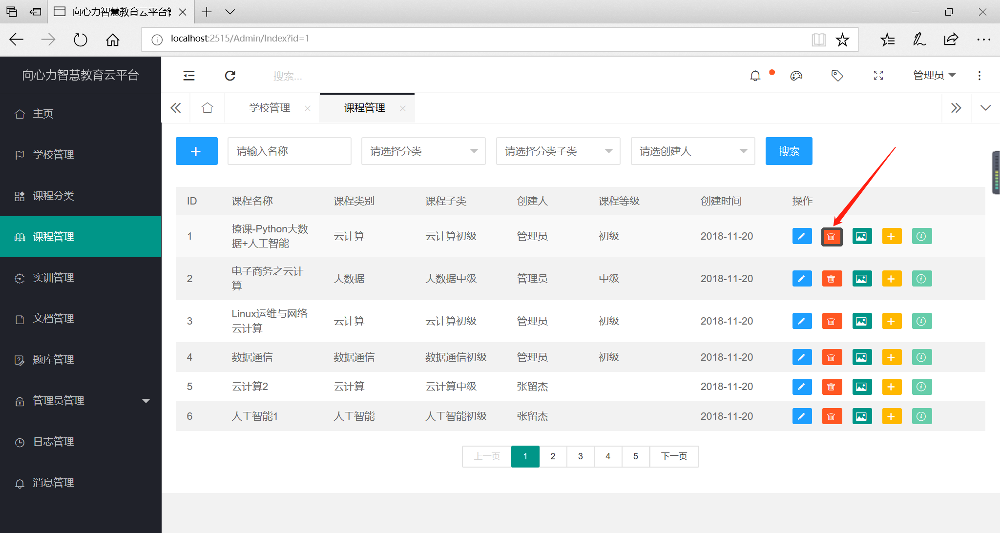 向心力智慧教育云平台管
localhost:2515/Admin/Index?id=1
向心力智慧教育云平台
搜索...
管理员
主页
学校管理
课程分类
课程管理
实训管理
文档管理
题库管理
管理员管理
日志管理
消息管理
学校管理
课程管理
请输入名称
请选择分类
请选择分类子类
请选创建人
搜索
ID 课程名称 课程类别 课程子类 创建人 课程等级 创建时间 操作
1 撩课-Python大数据+人工智能 云计算 云计算初级 管理员 初级 2018-11-20
2 电子商务之云计算 大数据 大数据中级 管理员 中级 2018-11-20
3 Linux运维与网络云计算 云计算 云计算初级 管理员 初级 2018-11-20
4 数据通信 数据通信 数据通信初级 管理员 初级 2018-11-20
5 云计算2 云计算 云计算中级 张留杰 2018-11-20
6 人工智能1 人工智能 人工智能初级 张留杰 2018-11-20
上一页 1 2 3 4 5 下一页